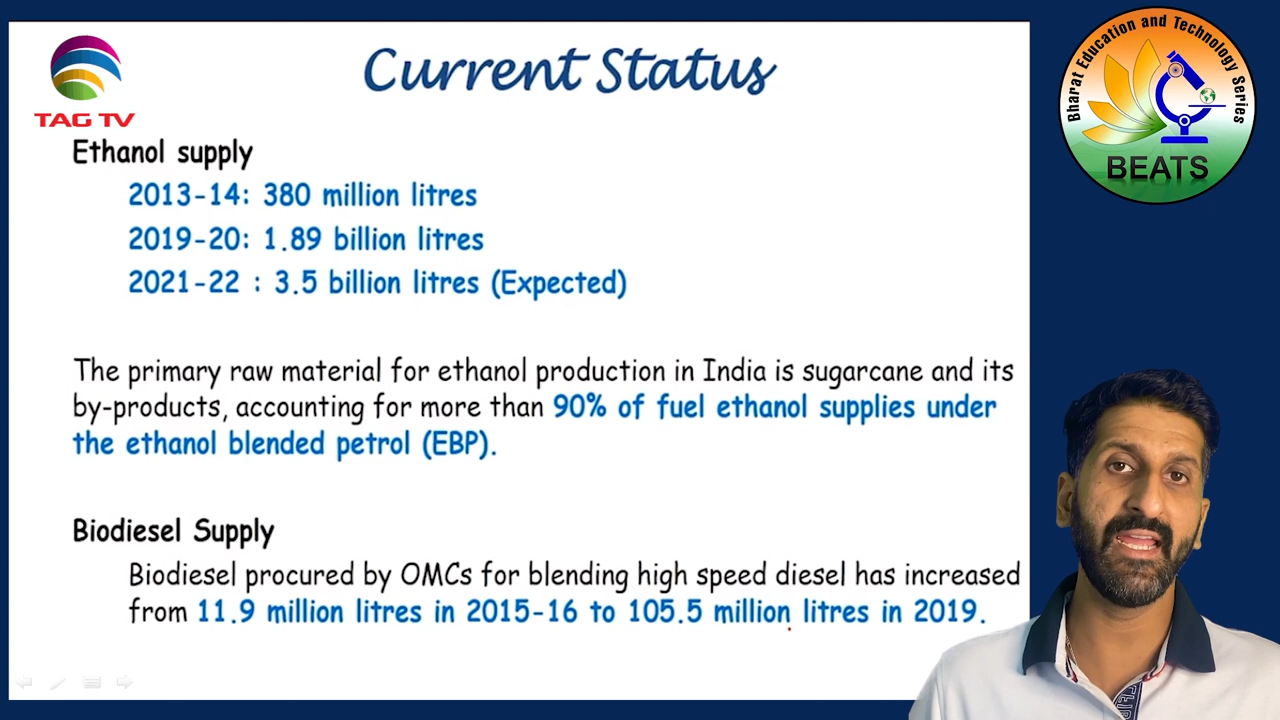 Current Status
TAG TV
Bharat Education and Technology Series
BEATS
Ethanol supply
2013-14: 380 million litres
2019-20: 1.89 billion litres
2021-22 : 3.5 billion litres (Expected)
The primary raw material for ethanol production in India is sugarcane and its
by-products, accounting for more than 90% of fuel ethanol supplies under
the ethanol blended petrol (EBP).
Biodiesel Supply
Biodiesel procured by OMCs for blending high speed diesel has increased
from 11.9 million litres in 2015-16 to 105.5 million litres in 2019.